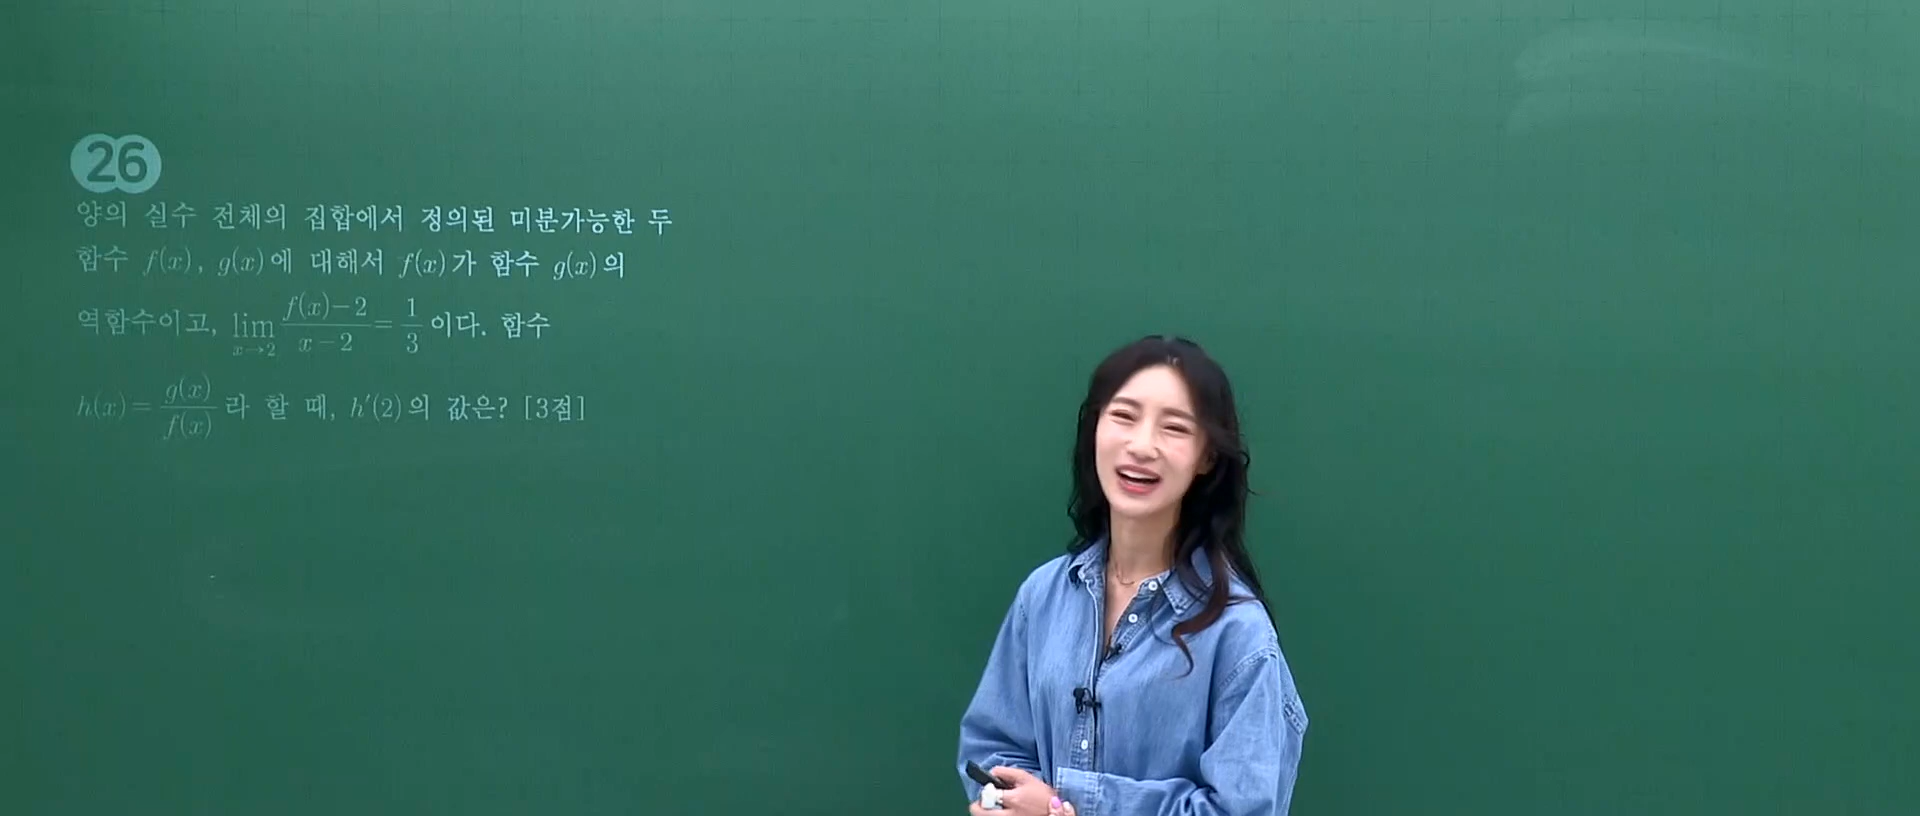 26
양의 실수 전체의 집합에서 정의된 미분가능한 두
함수 f(x), g(x)에 대해서 f(x)가 함수 g(x)의
역함수이고, lim_{x→2} (f(x)-2)/(x-2) = 1/3 이다. 함수
h(x) = g(x)/f(x) 라 할 때, h'(2)의 값은? [3점]